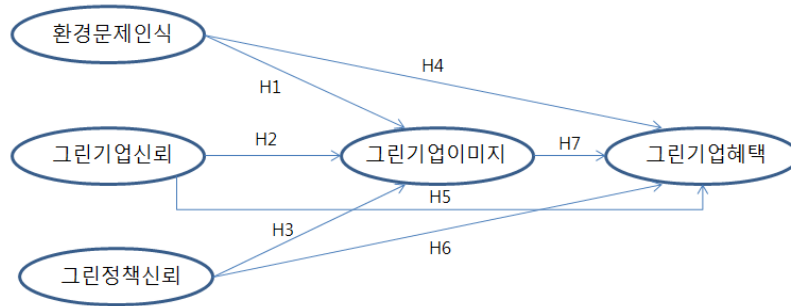 환경문제인식
H4
H1
그린기업신뢰
H2
그린기업이미지
H7
그린기업혜택
H5
H3
H6
그린정책신뢰